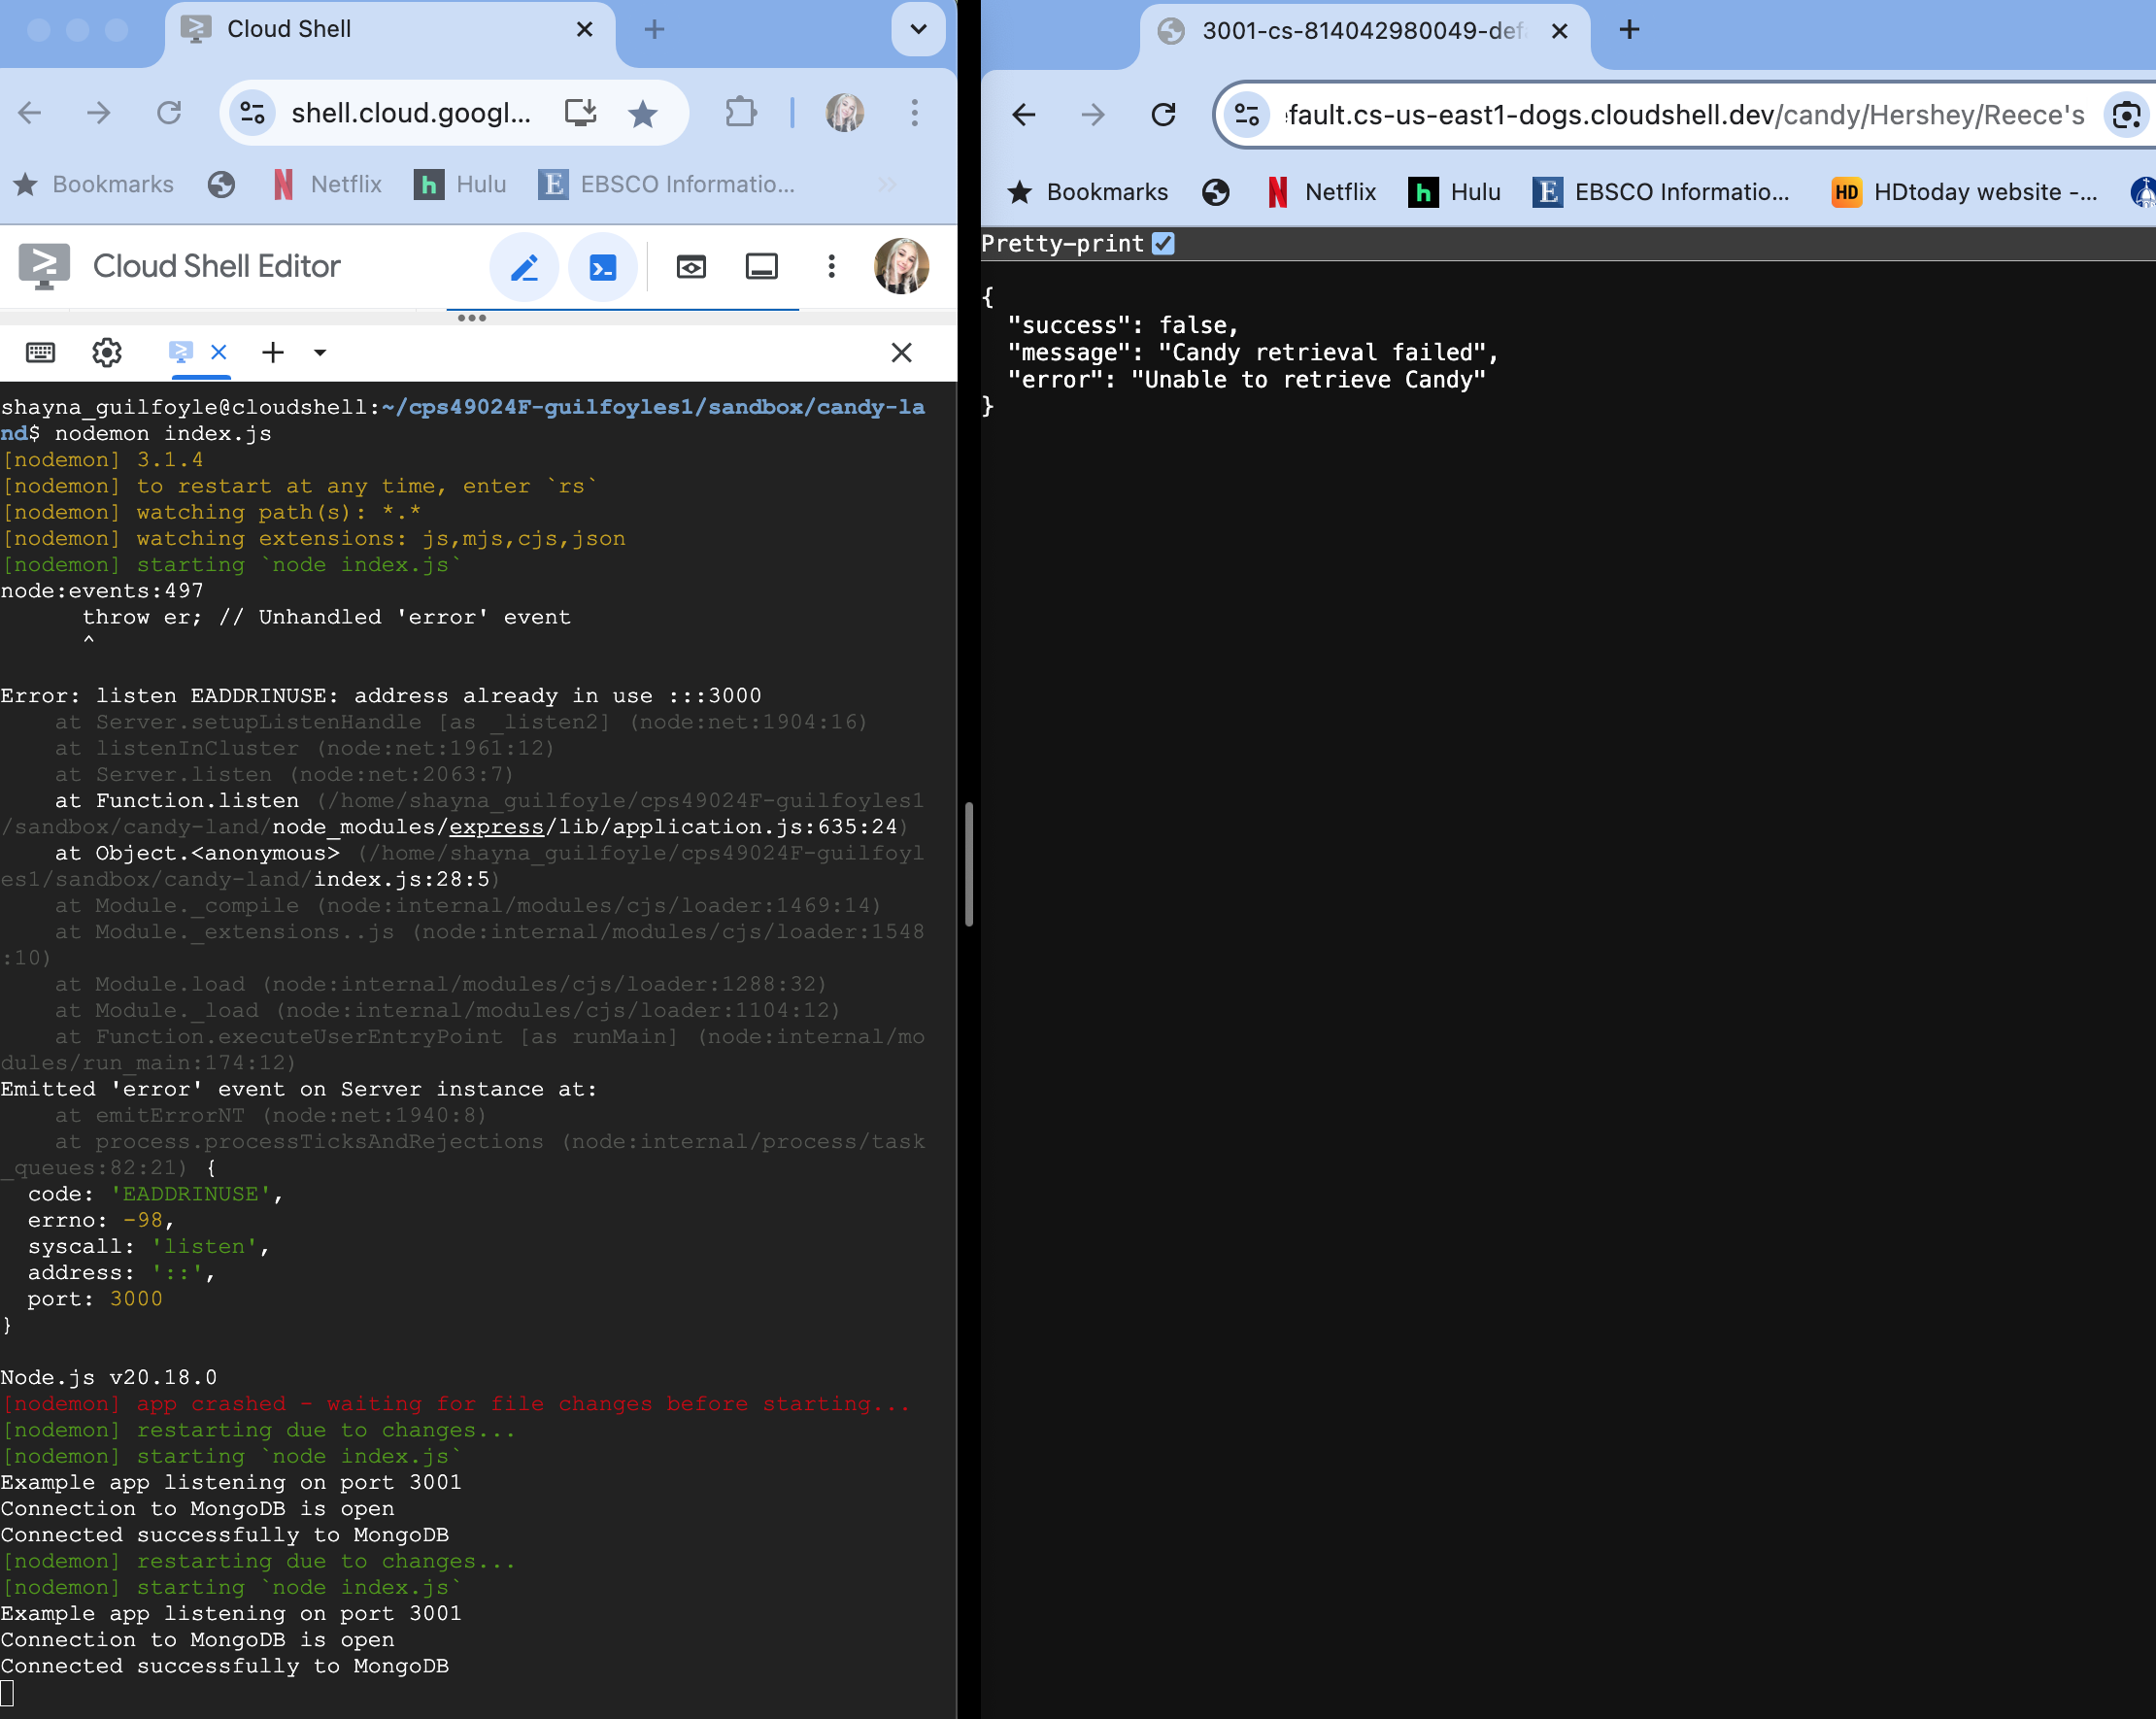 Cloud Shell
shell.cloud.googl...
Bookmarks
Netflix
Hulu
EBSCO Informatio...
Cloud Shell Editor
shayna_guilfoyle@cloudshell:~/cps49024F-guilfoyles1/sandbox/candy-la
nd$ nodemon index.js
[nodemon] 3.1.4
[nodemon] to restart at any time, enter `rs`
[nodemon] watching path(s): *.*
[nodemon] watching extensions: js,mjs,cjs,json
[nodemon] starting `node index.js`
node:events:497
throw er; // Unhandled 'error' event
^
Error: listen EADDRINUSE: address already in use :::3000
at Server.setupListenHandle [as _listen2] (node:net:1904:16)
at listenInCluster (node:net:1961:12)
at Server.listen (node:net:2063:7)
at Function.listen (/home/shayna_guilfoyle/cps49024F-guilfoyles1
/sandbox/candy-land/node_modules/express/lib/application.js:635:24)
at Object.<anonymous> (/home/shayna_guilfoyle/cps49024F-guilfoyl
es1/sandbox/candy-land/index.js:28:5)
at Module._compile (node:internal/modules/cjs/loader:1469:14)
at Module._extensions..js (node:internal/modules/cjs/loader:1548
:10)
at Module.load (node:internal/modules/cjs/loader:1288:32)
at Module._load (node:internal/modules/cjs/loader:1104:12)
at Function.executeUserEntryPoint [as runMain] (node:internal/mo
dules/run_main:174:12)
Emitted 'error' event on Server instance at:
at emitErrorNT (node:net:1940:8)
at process.processTicksAndRejections (node:internal/process/task
_queues:82:21) {
code: 'EADDRINUSE',
errno: -98,
syscall: 'listen',
address: '::',
port: 3000
}
Node.js v20.18.0
[nodemon] app crashed - waiting for file changes before starting...
[nodemon] restarting due to changes...
[nodemon] starting `node index.js`
Example app listening on port 3001
Connection to MongoDB is open
Connected successfully to MongoDB
[nodemon] restarting due to changes...
[nodemon] starting `node index.js`
Example app listening on port 3001
Connection to MongoDB is open
Connected successfully to MongoDB
3001-cs-814042980049-def
fault.cs-us-east1-dogs.cloudshell.dev/candy/Hershey/Reece's
Bookmarks
N Netflix
h Hulu
E EBSCO Informatio...
HD HDtoday website -...
Pretty-print
{
"success": false,
"message": "Candy retrieval failed",
"error": "Unable to retrieve Candy"
}